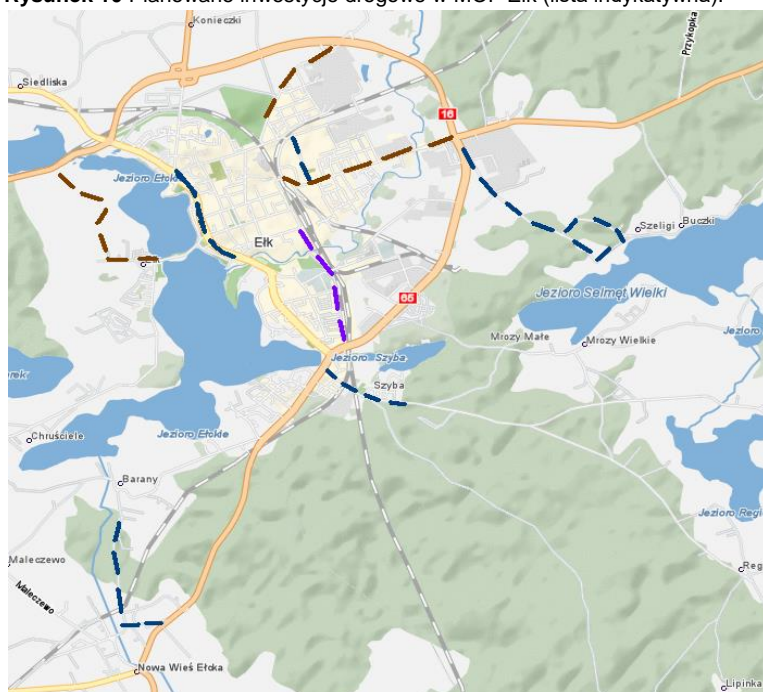 Rysunek 10 Planowane inwestycje drogowe w MOF Ełk (lista indykatywna).
Konieczki
Przykopka
Siedliska
16
Jezioro Ełckie
Szeligi
Buczki
Ełk
Jezioro Selmęt Wielki
65
Mrozy Małe
Mrozy Wielkie
Jezioro
Jezioro Szyba
Szyba
Jezioro Ełckie
Chruściele
Barany
Jezioro Regi
Maleczewo
Reg
Maleczewo
Nowa Wieś Ełcka
Lipinka